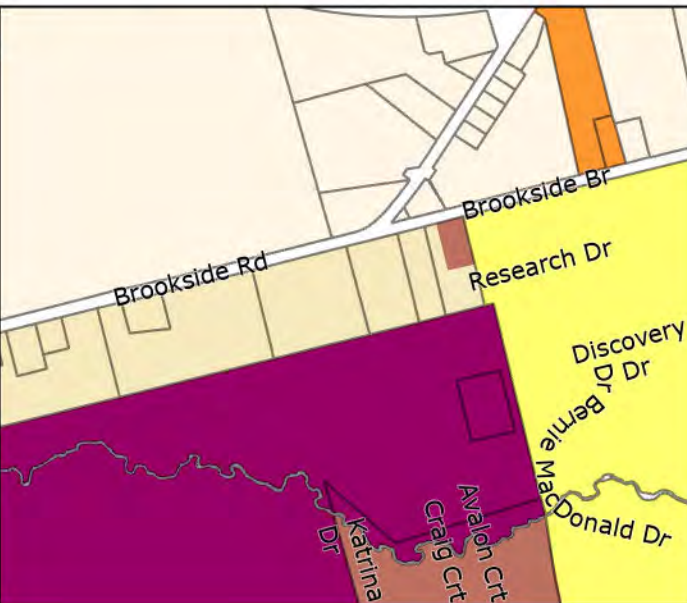 Brookside Br
Brookside Rd
Research Dr
Discovery
Dr
Bernie MacDonald Dr
Dr
Avalon Crt
Craig Crt
Katrina
Dr